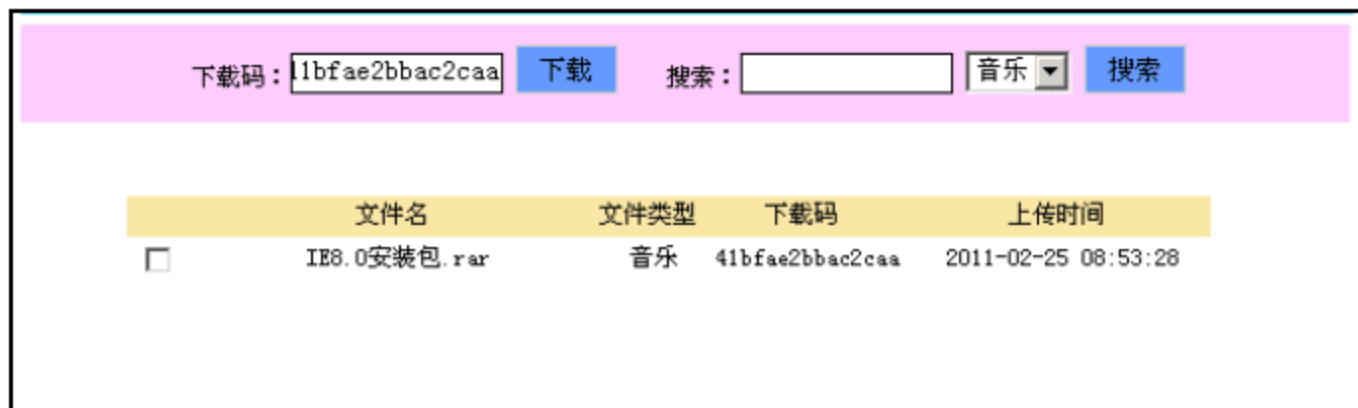 下载码：l1bfae2bbac2caa 下载 搜索： 音乐 搜索
文件名 文件类型 下载码 上传时间
IE8.0安装包.rar 音乐 41bfae2bbac2caa 2011-02-25 08:53:28